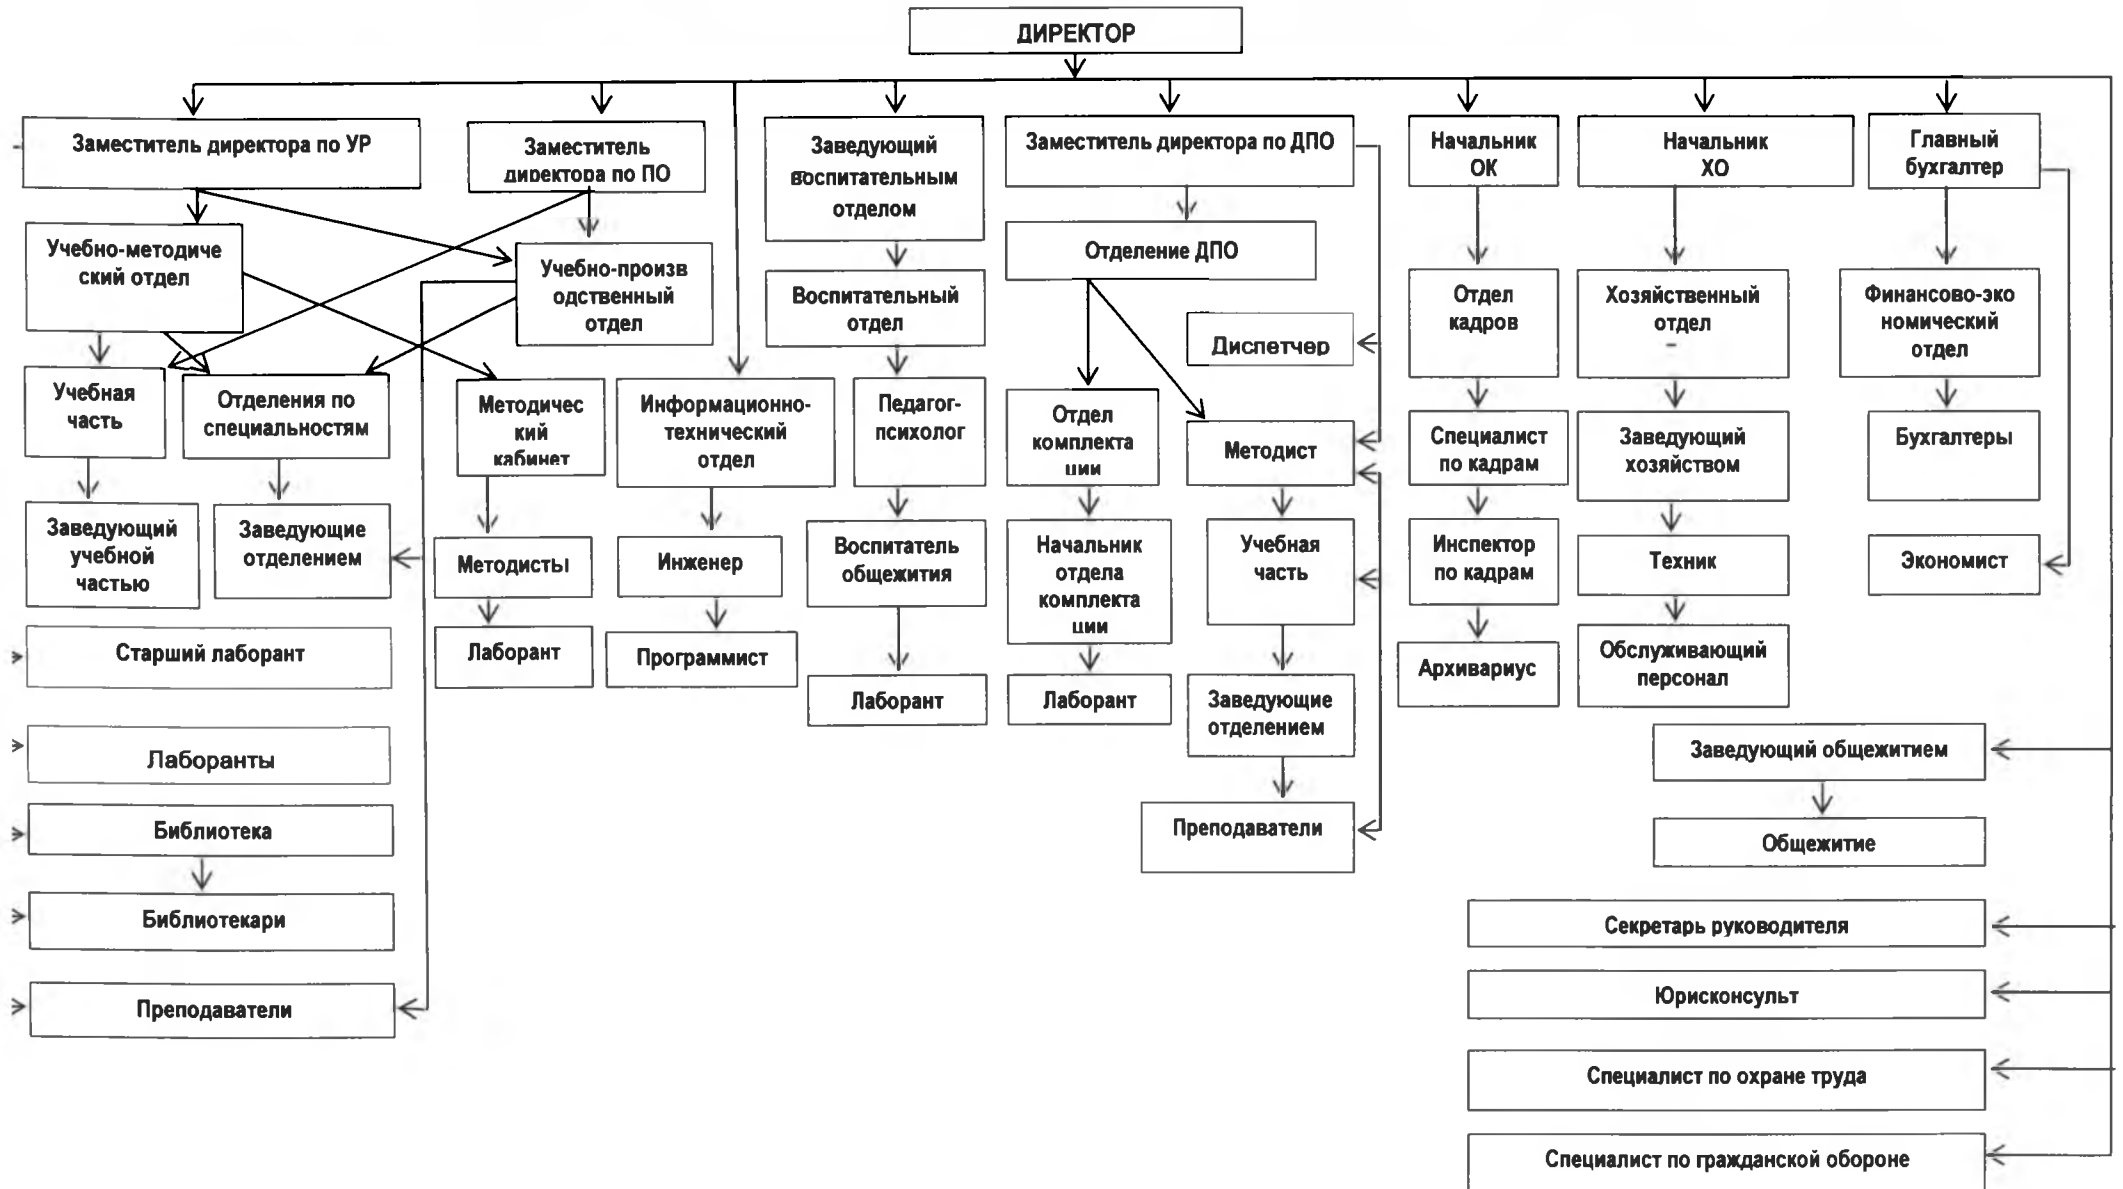 ДИРЕКТОР
Заместитель директора по УР
Заместитель
директора по ПО
Заведующий
воспитательным
отделом
Заместитель директора по ДПО
Начальник
ОК
Начальник
ХО
Главный
бухгалтер
Учебно-методиче
ский отдел
Учебно-произв
одственный
отдел
Воспитательный
отдел
Отделение ДПО
Диспетчер
Отдел
кадров
Хозяйственный
отдел
Финансово-эко
номический
отдел
Учебная
часть
Отделения по
специальностям
Методичес
кий
кабинет
Информационно-
технический
отдел
Педагог-
психолог
Отдел
комплекта
ции
Методист
Специалист
по кадрам
Заведующий
хозяйством
Бухгалтеры
Заведующий
учебной
частью
Заведующие
отделением
Методисты
Инженер
Воспитатель
общежития
Начальник
отдела
комплекта
ции
Учебная
часть
Инспектор
по кадрам
Техник
Экономист
Старший лаборант
Лаборант
Программист
Лаборант
Лаборант
Заведующие
отделением
Архивариус
Обслуживающий
персонал
Лаборанты
Заведующий общежитием
Библиотека
Преподаватели
Общежитие
Библиотекари
Секретарь руководителя
Преподаватели
Юрисконсульт
Специалист по охране труда
Специалист по гражданской обороне